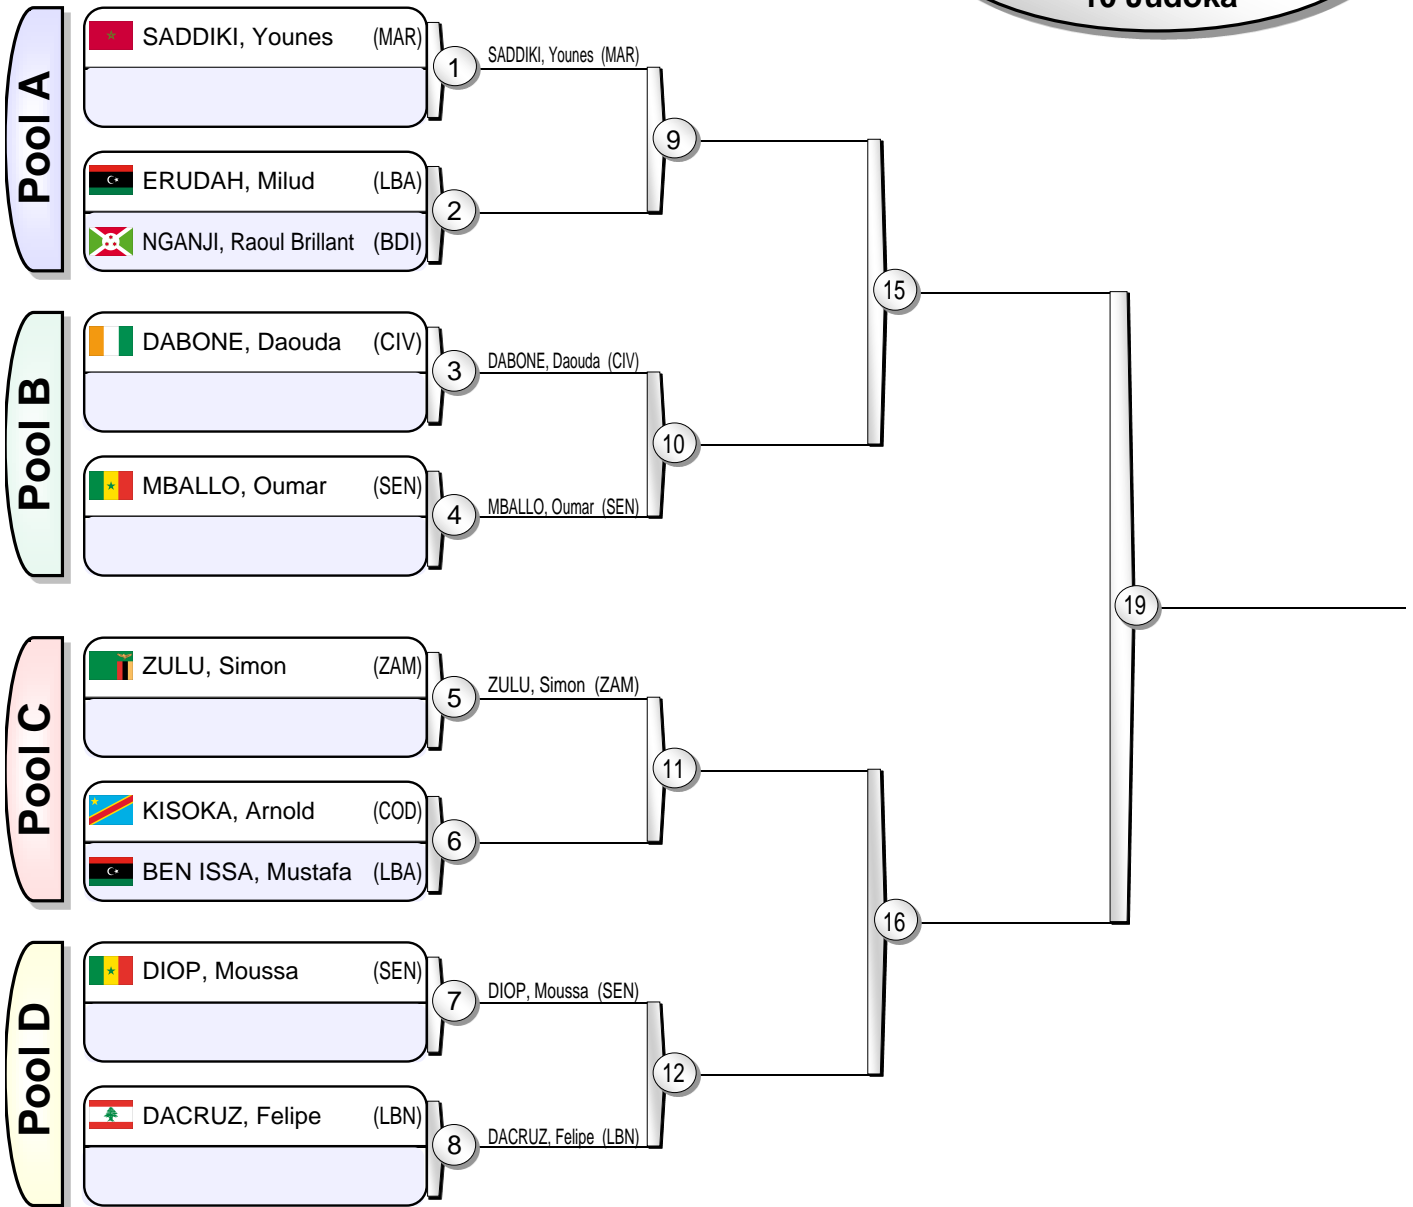 10 Judoka
Pool A
SADDIKI, Younes (MAR)
1
SADDIKI, Younes (MAR)
9
ERUDAH, Milud (LBA)
2
NGANJI, Raoul Brillant (BDI)
15
Pool B
DABONE, Daouda (CIV)
3
DABONE, Daouda (CIV)
10
MBALLO, Oumar (SEN)
4
MBALLO, Oumar (SEN)
19
Pool C
ZULU, Simon (ZAM)
5
ZULU, Simon (ZAM)
11
KISOKA, Arnold (COD)
6
BEN ISSA, Mustafa (LBA)
16
Pool D
DIOP, Moussa (SEN)
7
DIOP, Moussa (SEN)
12
DACRUZ, Felipe (LBN)
8
DACRUZ, Felipe (LBN)